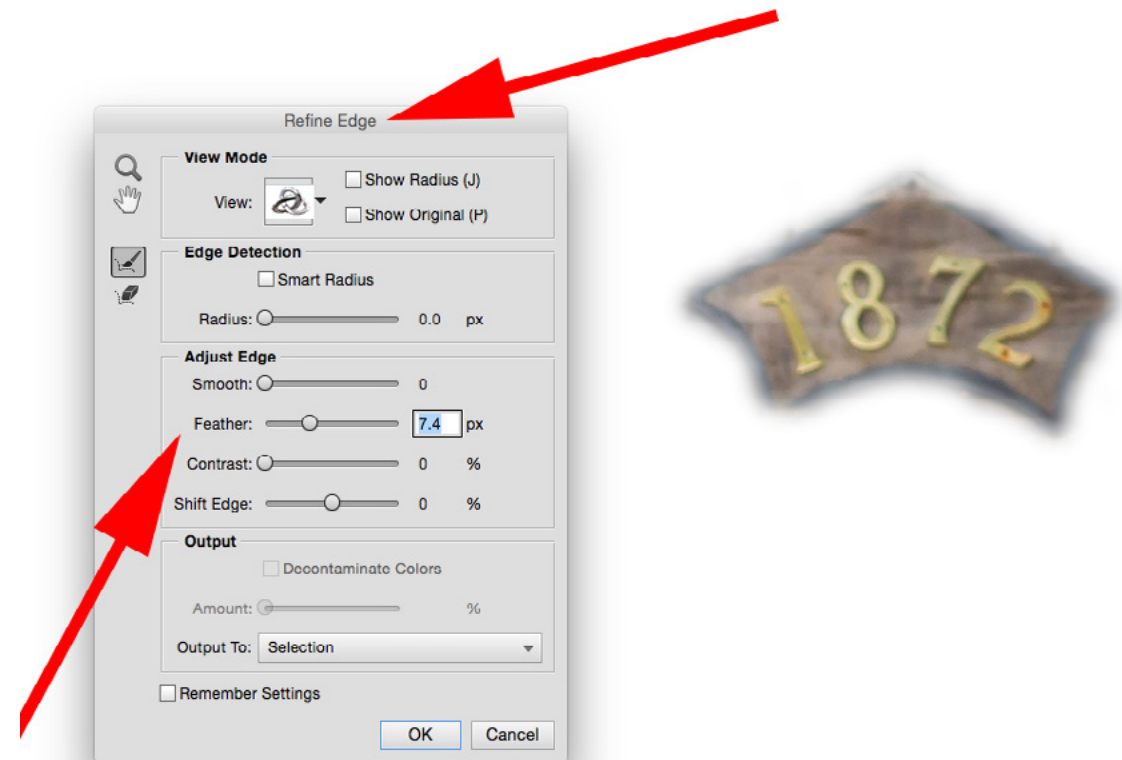 Refine Edge
View Mode
View:
Show Radius (J)
Show Original (P)
Edge Detection
Smart Radius
Radius: 0.0 px
Adjust Edge
Smooth: 0
Feather: 7.4 px
Contrast: 0 %
Shift Edge: 0 %
Output
Decontaminate Colors
Amount: %
Output To: Selection
Remember Settings
OK Cancel
1872